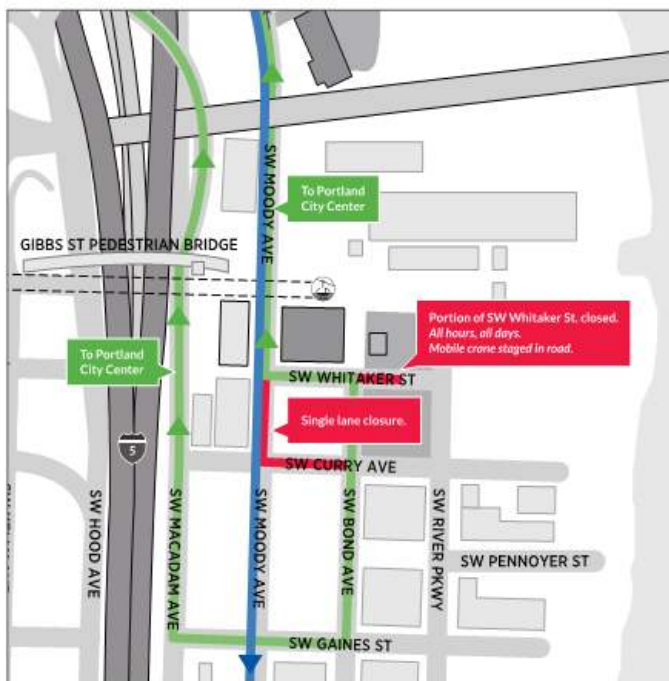 SW MOODY AVE
To Portland
City Center
GIBBS ST PEDESTRIAN BRIDGE
Portion of SW Whitaker St. closed.
All hours, all days.
Mobile crane staged in road.
To Portland
City Center
SW WHITAKER ST
Single lane closure.
5
SW CURRY AVE
SW HOOD AVE
SW MACADAM AVE
SW MOODY AVE
SW BOND AVE
SW RIVER PKWY
SW PENNOYER ST
SW GAINES ST